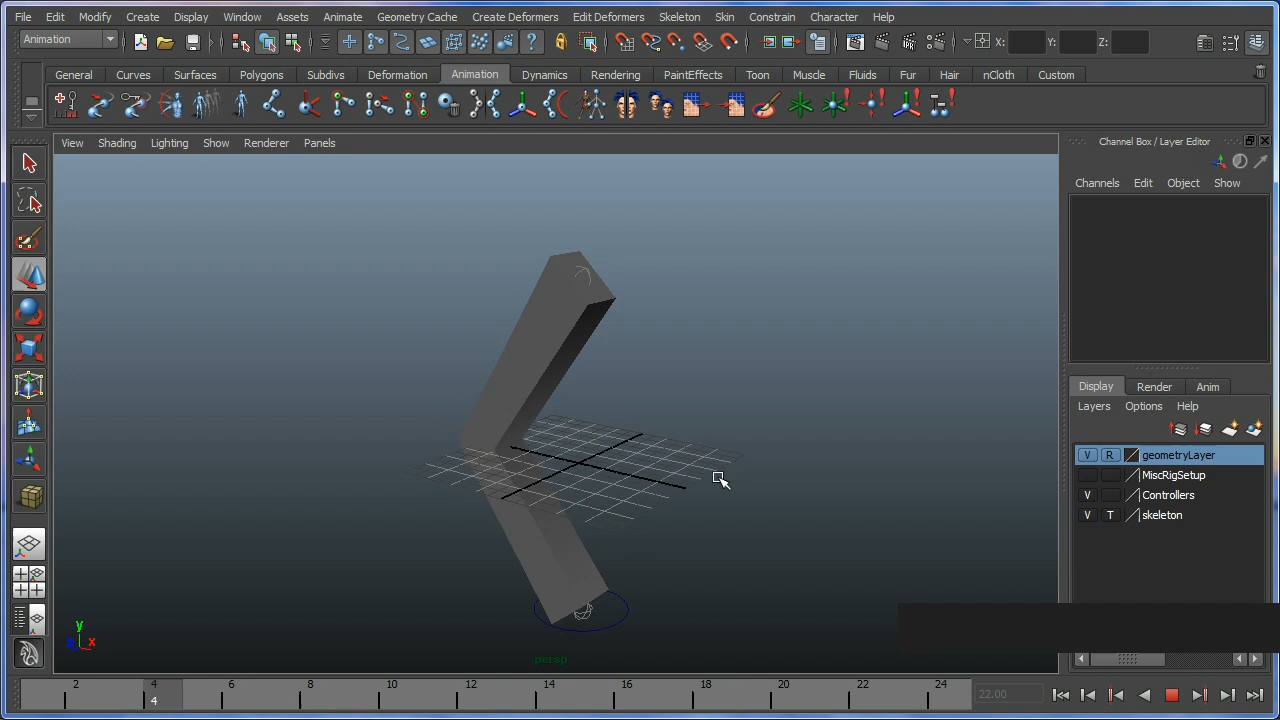 File Edit Modify Create Display Window Assets Animate Geometry Cache Create Deformers Edit Deformers Skeleton Skin Constrain Character Help
Animation X: Y: Z:
General Curves Surfaces Polygons Subdivs Deformation Animation Dynamics Rendering PaintEffects Toon Muscle Fluids Fur Hair nCloth Custom
View Shading Lighting Show Renderer Panels
Channel Box / Layer Editor
Channels Edit Object Show
Display Render Anim
Layers Options Help
V R geometryLayer
MiscRigSetup
V Controllers
V T skeleton
y
z x
persp
2 4 6 8 10 12 14 16 18 20 22 24
4
22.00